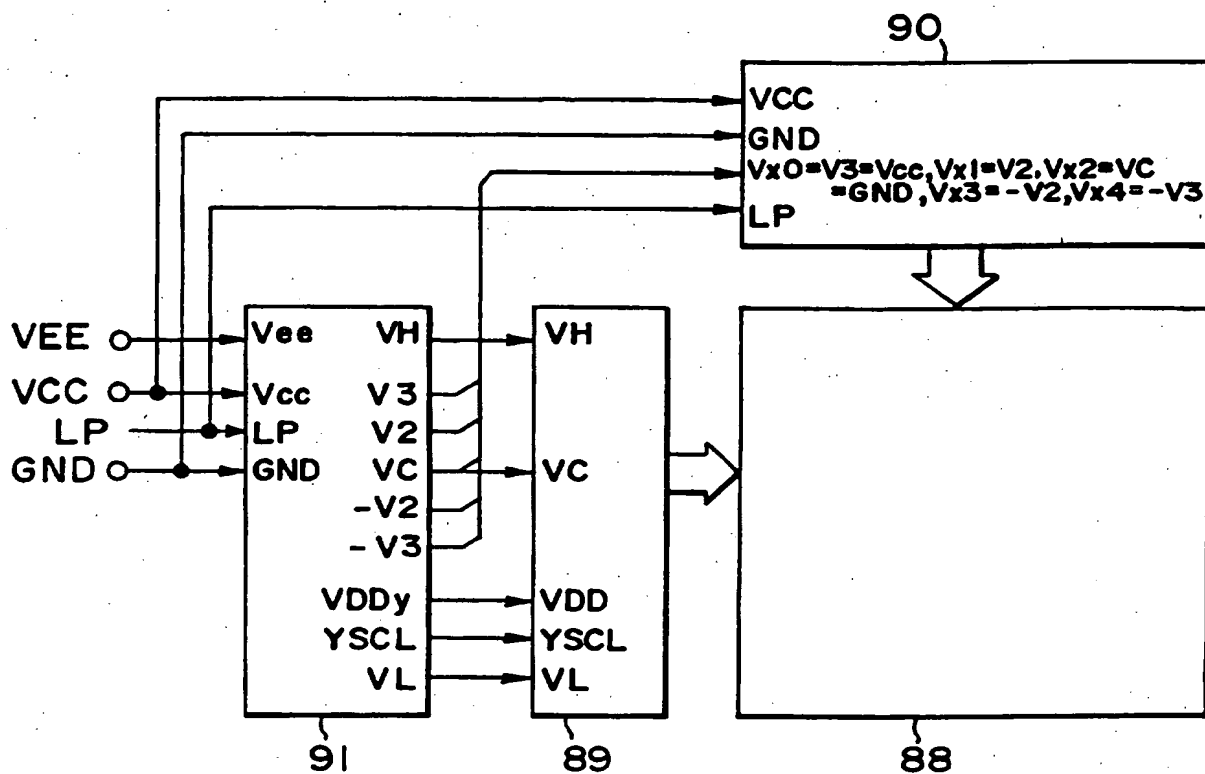 90
VCC
GND
Vx0=V3=Vcc,Vx1=V2,Vx2=VC
=GND,Vx3=-V2,Vx4=-V3
LP
VEE
VCC
LP
GND
Vee
Vcc
LP
GND
VH
V3
V2
VC
-V2
-V3
VDDy
YSCL
VL
VH
VC
VDD
YSCL
VL
91
89
88